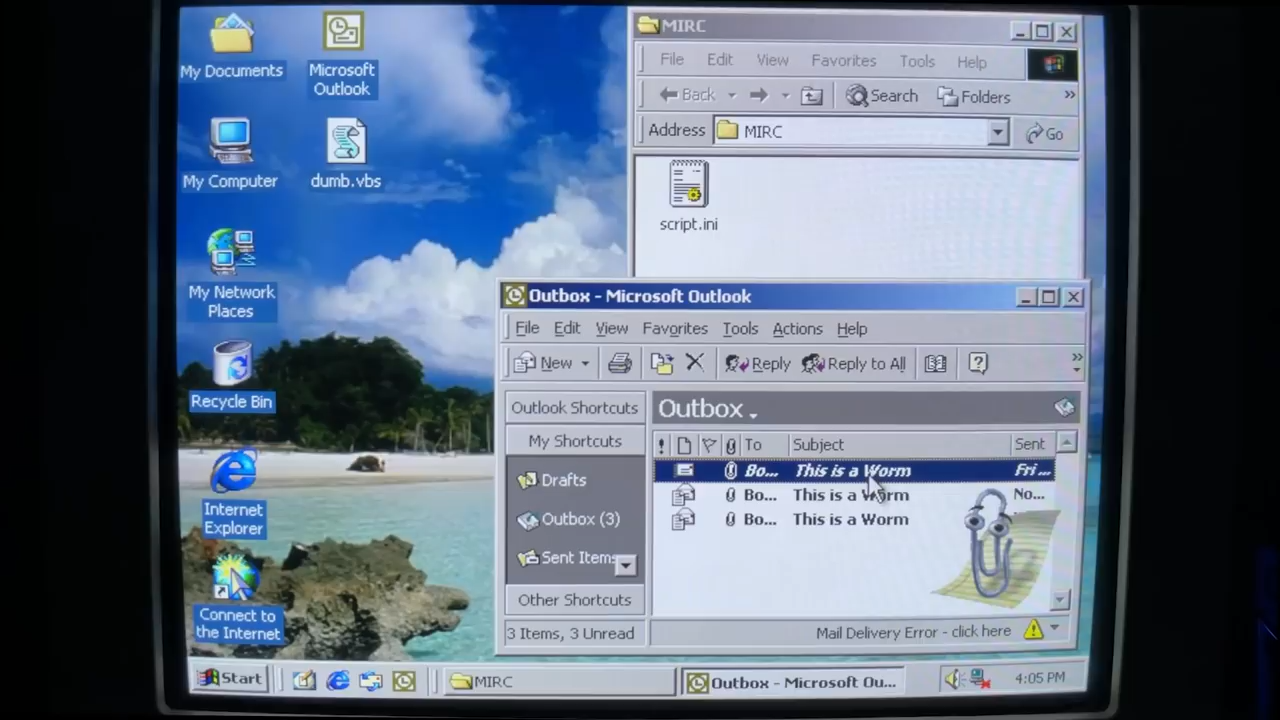 My Documents
Microsoft
Outlook
My Computer
dumb.vbs
My Network
Places
Recycle Bin
Internet
Explorer
Connect to
the Internet
MIRC
File Edit View Favorites Tools Help
Back Search Folders »
Address MIRC Go
script.ini
Outbox - Microsoft Outlook
File Edit View Favorites Tools Actions Help
New Reply Reply to All »
Outlook Shortcuts
My Shortcuts
Drafts
Outbox (3)
Sent Items
Other Shortcuts
Outbox
! To Subject Sent
Bo... This is a Worm Fri ...
Bo... This is a Worm No...
Bo... This is a Worm
3 Items, 3 Unread
Mail Delivery Error - click here
Start MIRC Outbox - Microsoft Ou... 4:05 PM